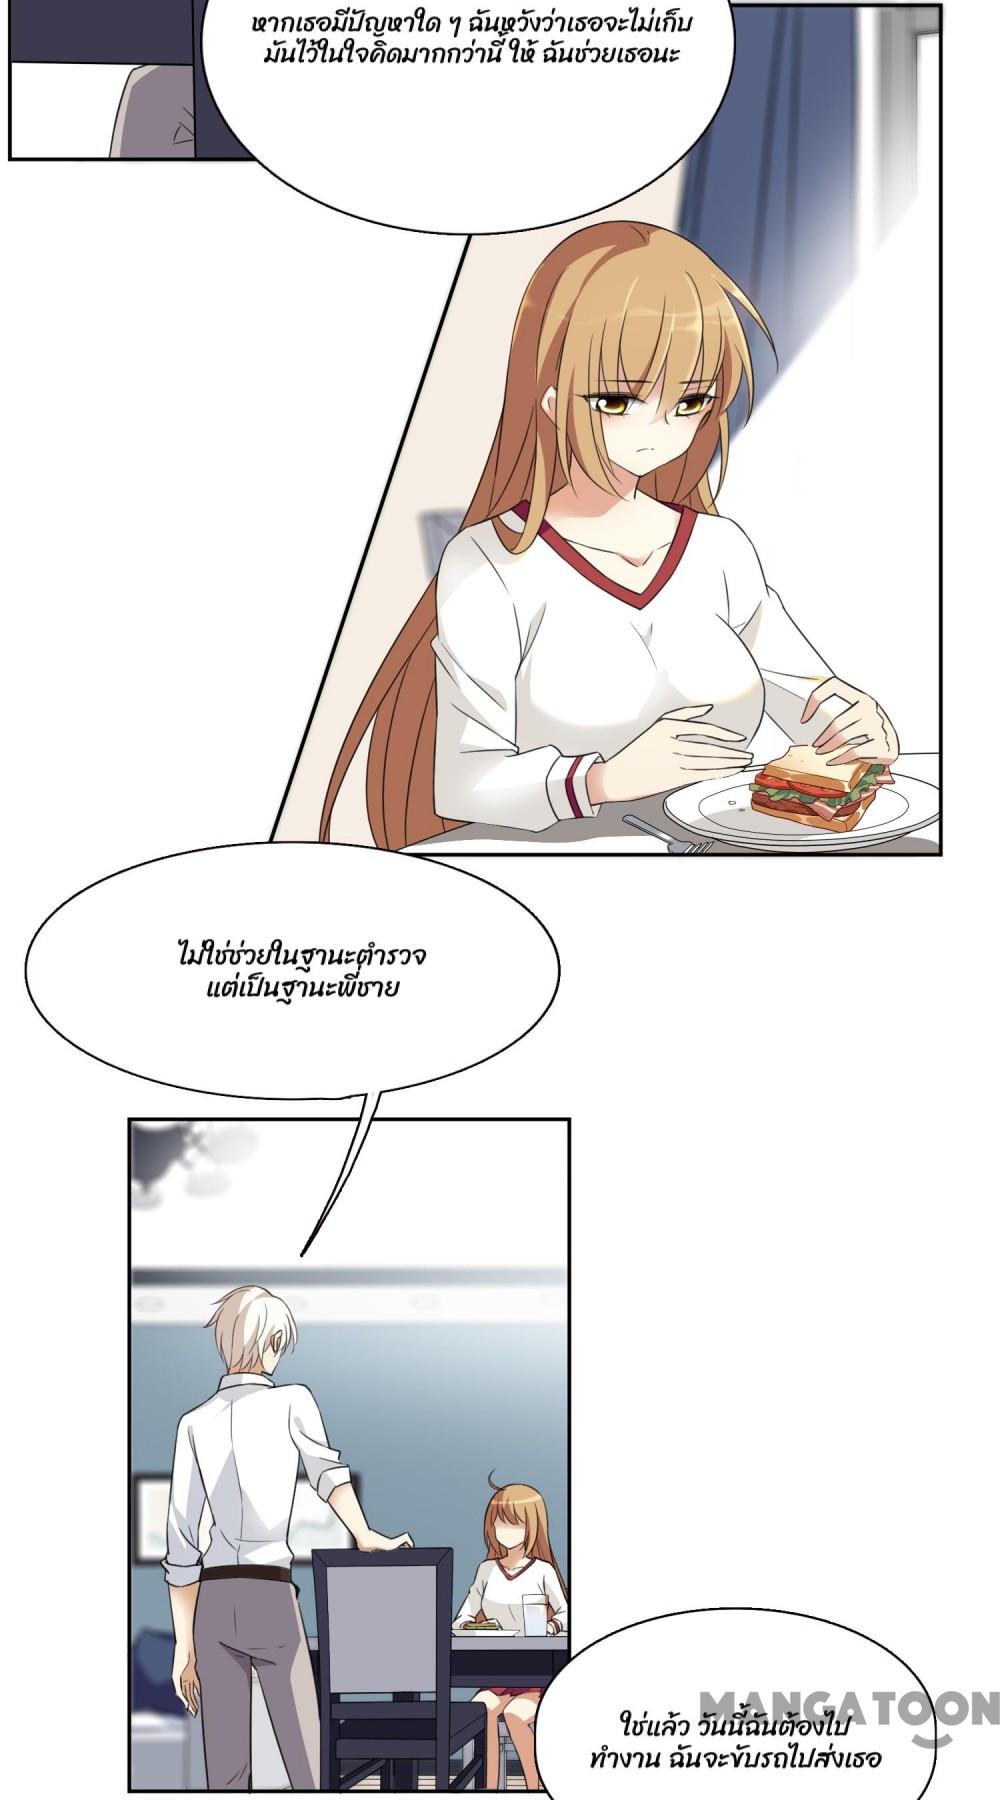 หากเธอมีปัญหาใด ๆ ฉันหวังว่าเธอจะไม่เก็บ
มันไว้ในใจคิดมากกว่านี้ ให้ ฉันช่วยเธอนะ
ไม่ใช่ช่วยในฐานะตำรวจ
แต่เป็นฐานะพี่ชาย
MANGATOON
ใช่แล้ว วันนี้ฉันต้องไป
ทำงาน ฉันจะขับรถไปส่งเธอ